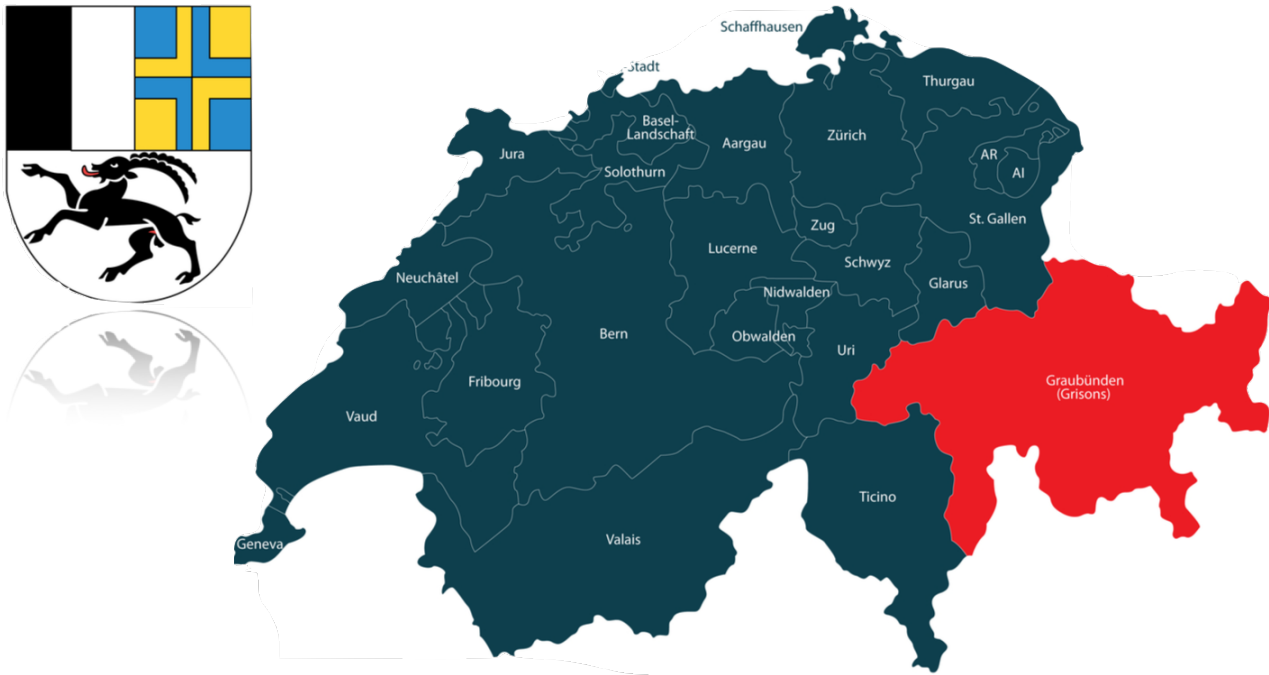 Schaffhausen
-Stadt
Thurgau
Basel-
Landschaft
Zürich
Aargau
Jura
AR
AI
Solothurn
St. Gallen
Zug
Lucerne
Schwyz
Neuchâtel
Glarus
Nidwalden
Bern
Obwalden
Uri
Fribourg
Graubünden
(Grisons)
Vaud
Ticino
Valais
Geneva